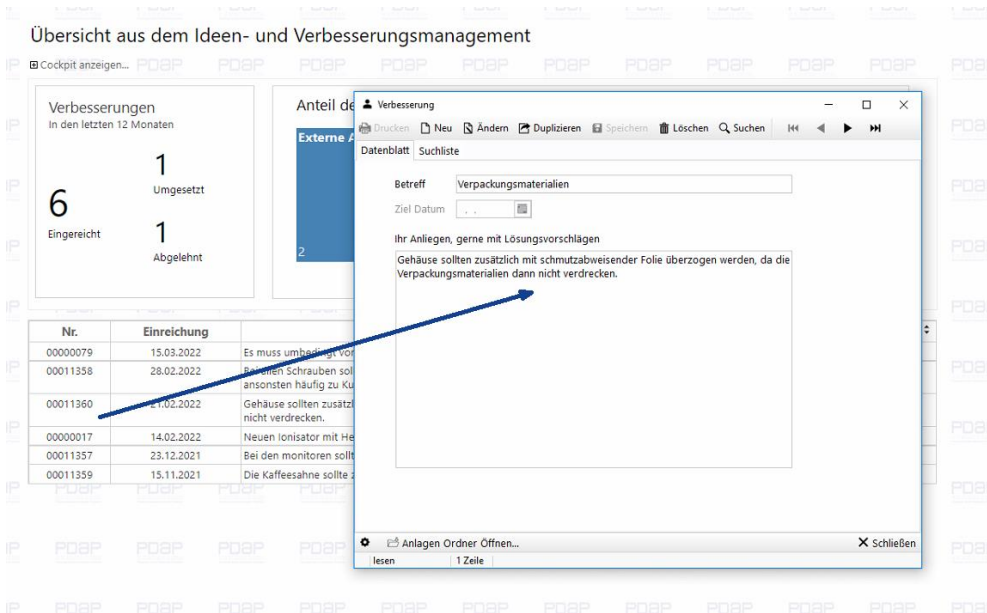 Übersicht aus dem Ideen- und Verbesserungsmanagement
Cockpit anzeigen...
Verbesserungen
In den letzten 12 Monaten
6
Eingereicht
1
Umgesetzt
1
Abgelehnt
Anteil de
Externe A
2
Nr. Einreichung
00000079 15.03.2022 Es muss umbedingt vor
00011358 28.02.2022 Bei allen Schrauben sol
ansonsten häufig zu Ku
00011360 21.02.2022 Gehäuse sollten zusätzl
nicht verdrecken.
00000017 14.02.2022 Neuen Ionisator mit He
00011357 23.12.2021 Bei den monitoren sollt
00011359 15.11.2021 Die Kaffeesahne sollte z
Verbesserung
Drucken Neu Ändern Duplizieren Speichern Löschen Suchen
Datenblatt Suchliste
Betreff Verpackungsmaterialien
Ziel Datum . .
Ihr Anliegen, gerne mit Lösungsvorschlägen
Gehäuse sollten zusätzlich mit schmutzabweisender Folie überzogen werden, da die
Verpackungsmaterialien dann nicht verdrecken.
Anlagen Ordner Öffnen... Schließen
lesen 1 Zeile